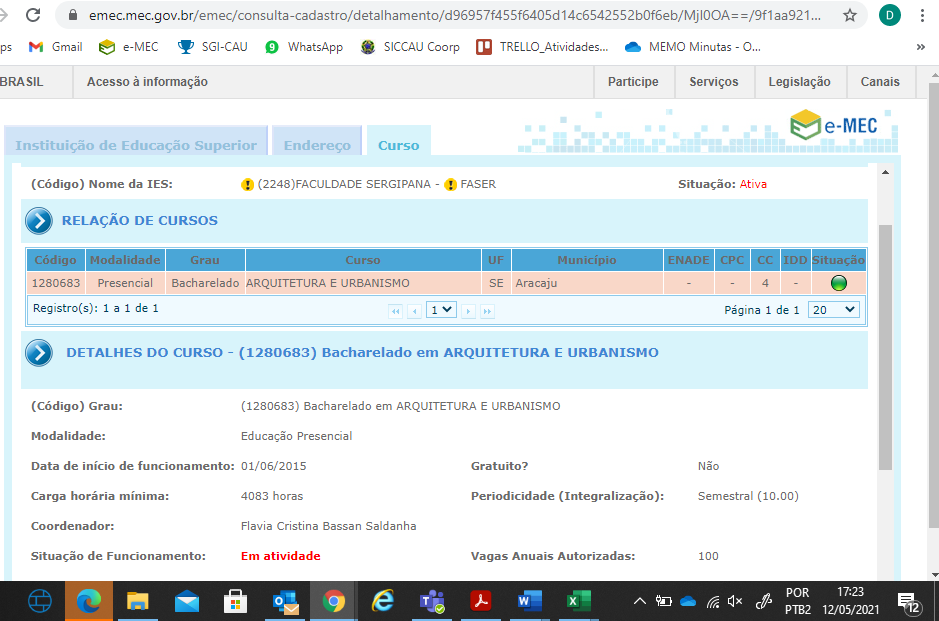 emec.mec.gov.br/emec/consulta-cadastro/detalhamento/d96957f455f6405d14c6542552b0f6eb/MjI0OA==/9f1aa921... D
ps Gmail e-MEC SGI-CAU WhatsApp SICCAU Coorp TRELLO_Atividades... MEMO Minutas - O... »
BRASIL Acesso à informação Participe Serviços Legislação Canais
e-MEC
Instituição de Educação Superior Endereço Curso
(Código) Nome da IES: (2248)FACULDADE SERGIPANA - FASER Situação: Ativa
RELAÇÃO DE CURSOS
Código Modalidade Grau Curso UF Município ENADE CPC CC IDD Situação
1280683 Presencial Bacharelado ARQUITETURA E URBANISMO SE Aracaju - - 4 -
Registro(s): 1 a 1 de 1 1 Página 1 de 1 20
DETALHES DO CURSO - (1280683) Bacharelado em ARQUITETURA E URBANISMO
(Código) Grau: (1280683) Bacharelado em ARQUITETURA E URBANISMO
Modalidade: Educação Presencial
Data de início de funcionamento: 01/06/2015 Gratuito? Não
Carga horária mínima: 4083 horas Periodicidade (Integralização): Semestral (10.00)
Coordenador: Flavia Cristina Bassan Saldanha
Situação de Funcionamento: Em atividade Vagas Anuais Autorizadas: 100
POR 17:23
PTB2 12/05/2021 12